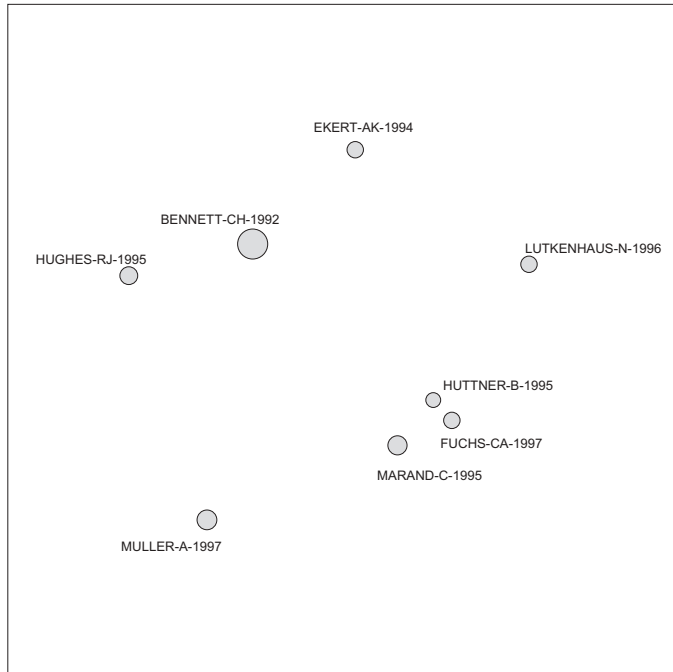 EKERT-AK-1994
BENNETT-CH-1992
LUTKENHAUS-N-1996
HUGHES-RJ-1995
HUTTNER-B-1995
FUCHS-CA-1997
MARAND-C-1995
MULLER-A-1997